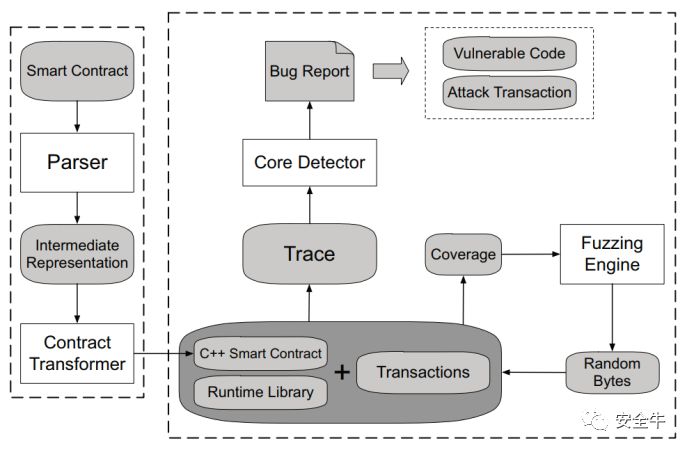 Smart Contract
Parser
Intermediate
Representation
Contract
Transformer
Bug Report
Vulnerable Code
Attack Transaction
Core Detector
Trace
Coverage
Fuzzing
Engine
C++ Smart Contract
Runtime Library
+
Transactions
Random
Bytes
安全牛